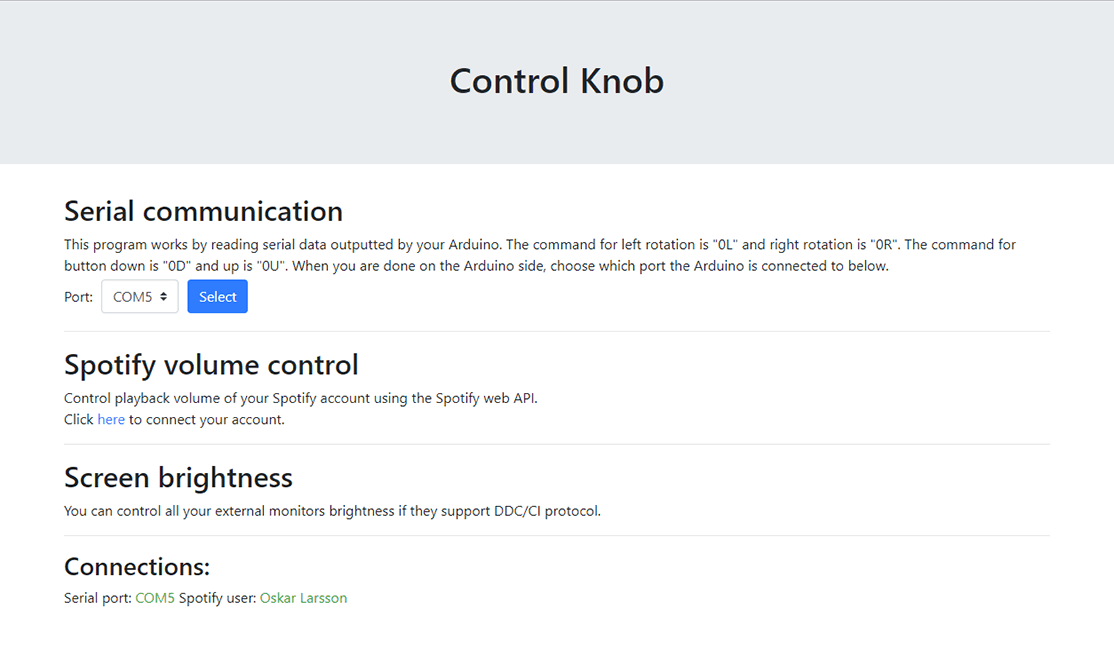 Control Knob
Serial communication
This program works by reading serial data outputted by your Arduino. The command for left rotation is "0L" and right rotation is "0R". The command for
button down is "0D" and up is "0U". When you are done on the Arduino side, choose which port the Arduino is connected to below.
Port: COM5 Select
Spotify volume control
Control playback volume of your Spotify account using the Spotify web API.
Click here to connect your account.
Screen brightness
You can control all your external monitors brightness if they support DDC/CI protocol.
Connections:
Serial port: COM5 Spotify user: Oskar Larsson